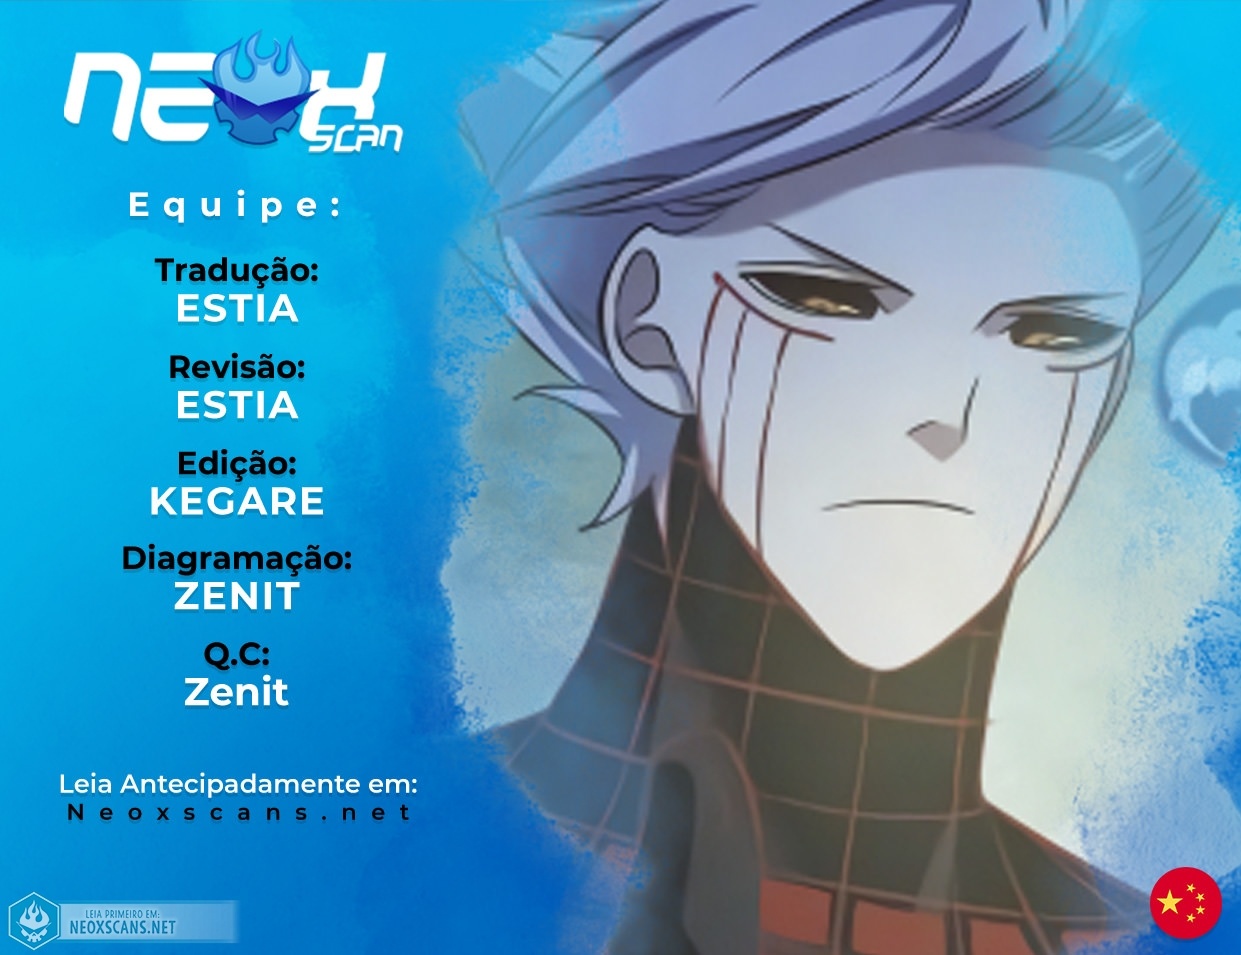 NEOX
SCAN
Equipe:
Tradução:
ESTIA
Revisão:
ESTIA
Edição:
KEGARE
Diagramação:
ZENIT
Q.C:
Zenit
Leia Antecipadamente em:
Neoxscans.net
LEIA PRIMEIRO EM:
NEOXSCANS.NET